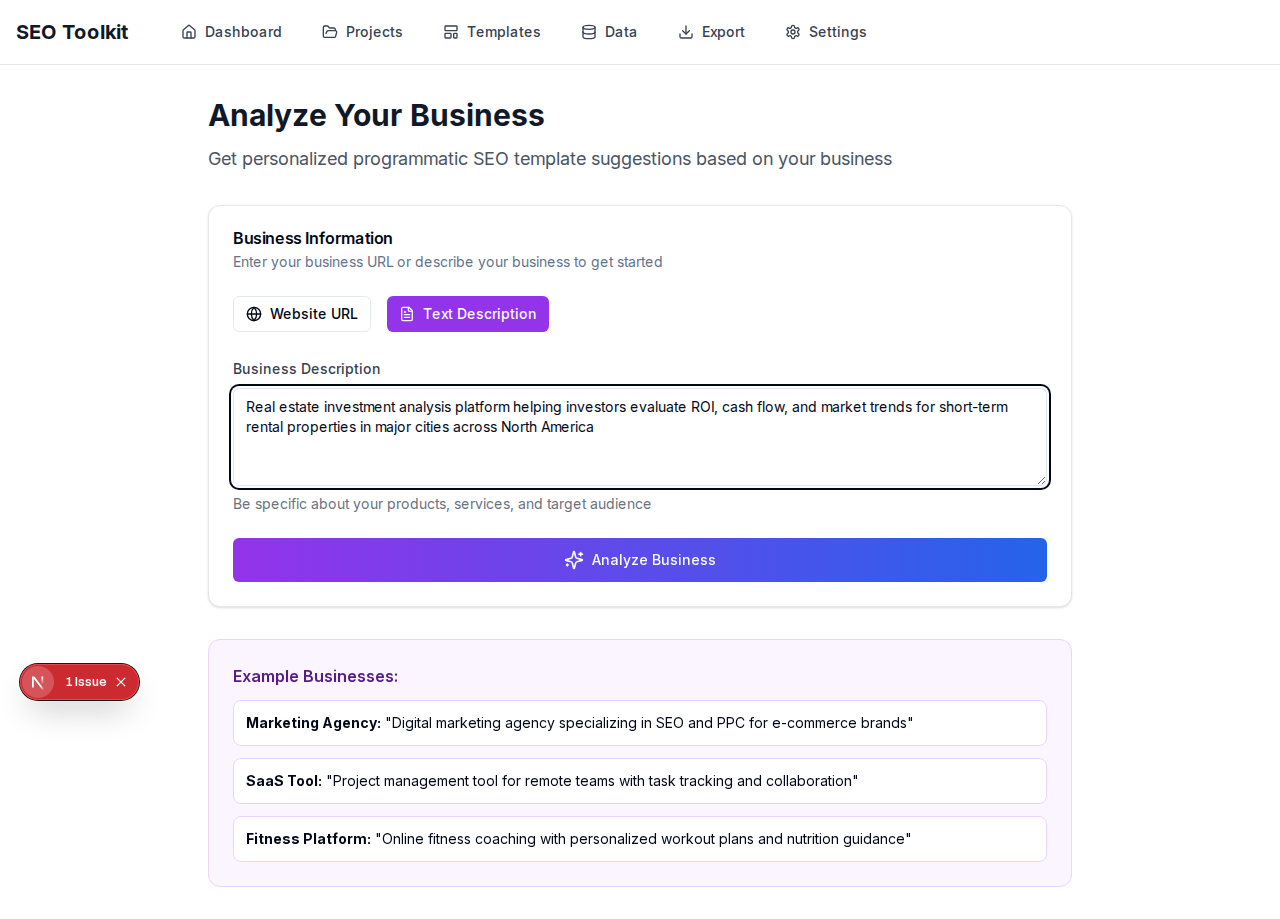 SEO Toolkit
Dashboard
Projects
Templates
Data
Export
Settings
Analyze Your Business
Get personalized programmatic SEO template suggestions based on your business
Business Information
Enter your business URL or describe your business to get started
Website URL
Text Description
Business Description
Real estate investment analysis platform helping investors evaluate ROI, cash flow, and market trends for short-term
rental properties in major cities across North America
Be specific about your products, services, and target audience
Analyze Business
N 1 Issue
Example Businesses:
Marketing Agency: "Digital marketing agency specializing in SEO and PPC for e-commerce brands"
SaaS Tool: "Project management tool for remote teams with task tracking and collaboration"
Fitness Platform: "Online fitness coaching with personalized workout plans and nutrition guidance"